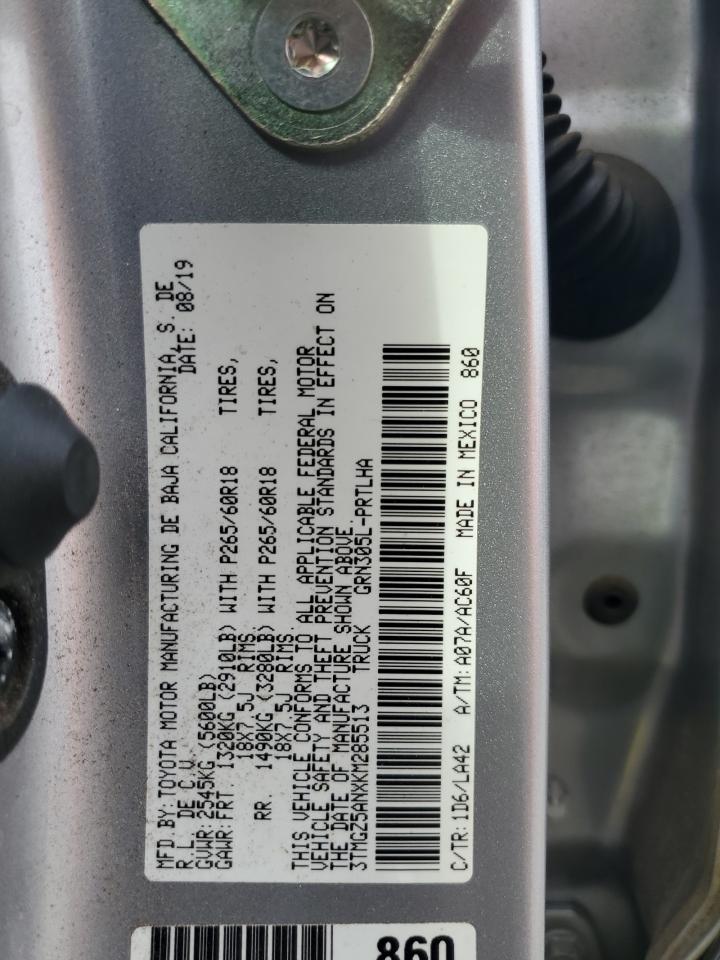 MFD.BY:TOYOTA MOTOR MANUFACTURING DE BAJA CALIFORNIA, S. DE
R.L. DE C.V. DATE: 08/19
GVWR:2545KG (5600LB)
GAWR:FRT. 1320KG (2910LB) WITH P265/60R18 TIRES,
18X7.5J RIMS.
RR. 1490KG (3280LB) WITH P265/60R18 TIRES,
18X7.5J RIMS.
THIS VEHICLE CONFORMS TO ALL APPLICABLE FEDERAL MOTOR
VEHICLE SAFETY AND THEFT PREVENTION STANDARDS IN EFFECT ON
THE DATE OF MANUFACTURE SHOWN ABOVE.
3TMGZ5ANXKM285513 TRUCK GRN305L-PRTLHA
C/TR:1D6/LA42 A/TM:A07A/AC60F MADE IN MEXICO 860
860